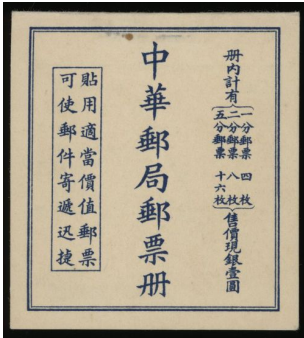 册內計有
一分郵票 四枚
二分郵票 八枚
五分郵票 十六枚
售價現銀壹圓
中華郵局郵票册
貼用適當價值郵票
可使郵件寄遞迅捷